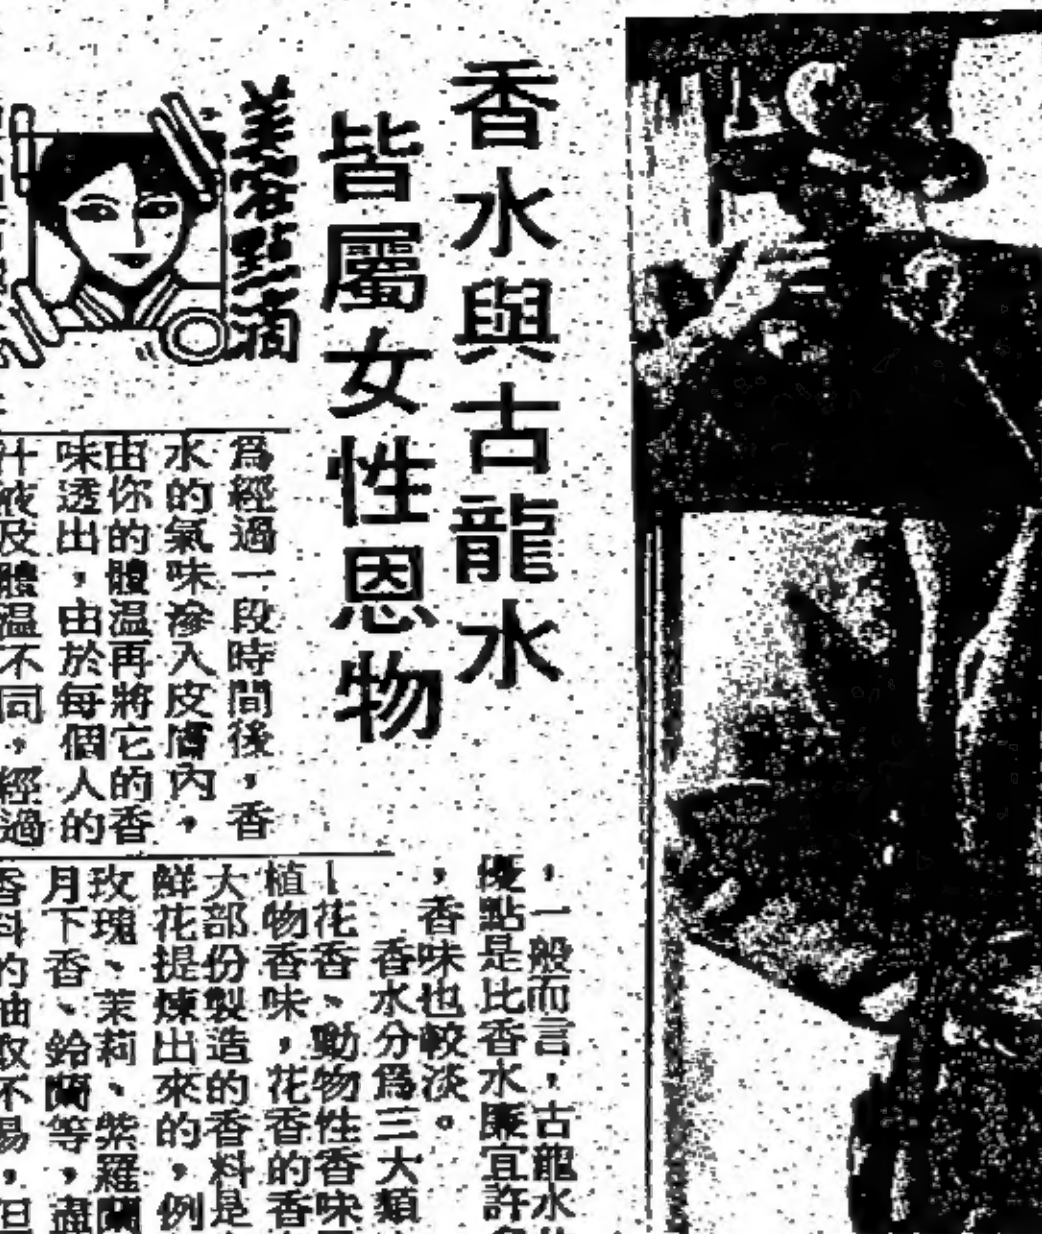 香水與古龍水
皆屬女性恩物
美容點滴
爲經過一段時間後，香
水的氣味滲入皮膚內，
由你的體溫再將它的香
味透出，由於每個人的
汁液及體溫不同，經過
，一般而言，古龍水
優點是比香水廉宜許
，香味也較淡。
香水分爲三大類
花香、動物性香味
植物香味，花香的香
大部份製造的香料是
鮮花提煉出來的，例
玫瑰、茉莉、紫羅蘭
月下香、鈴蘭等，盡
香料的油收不易，但